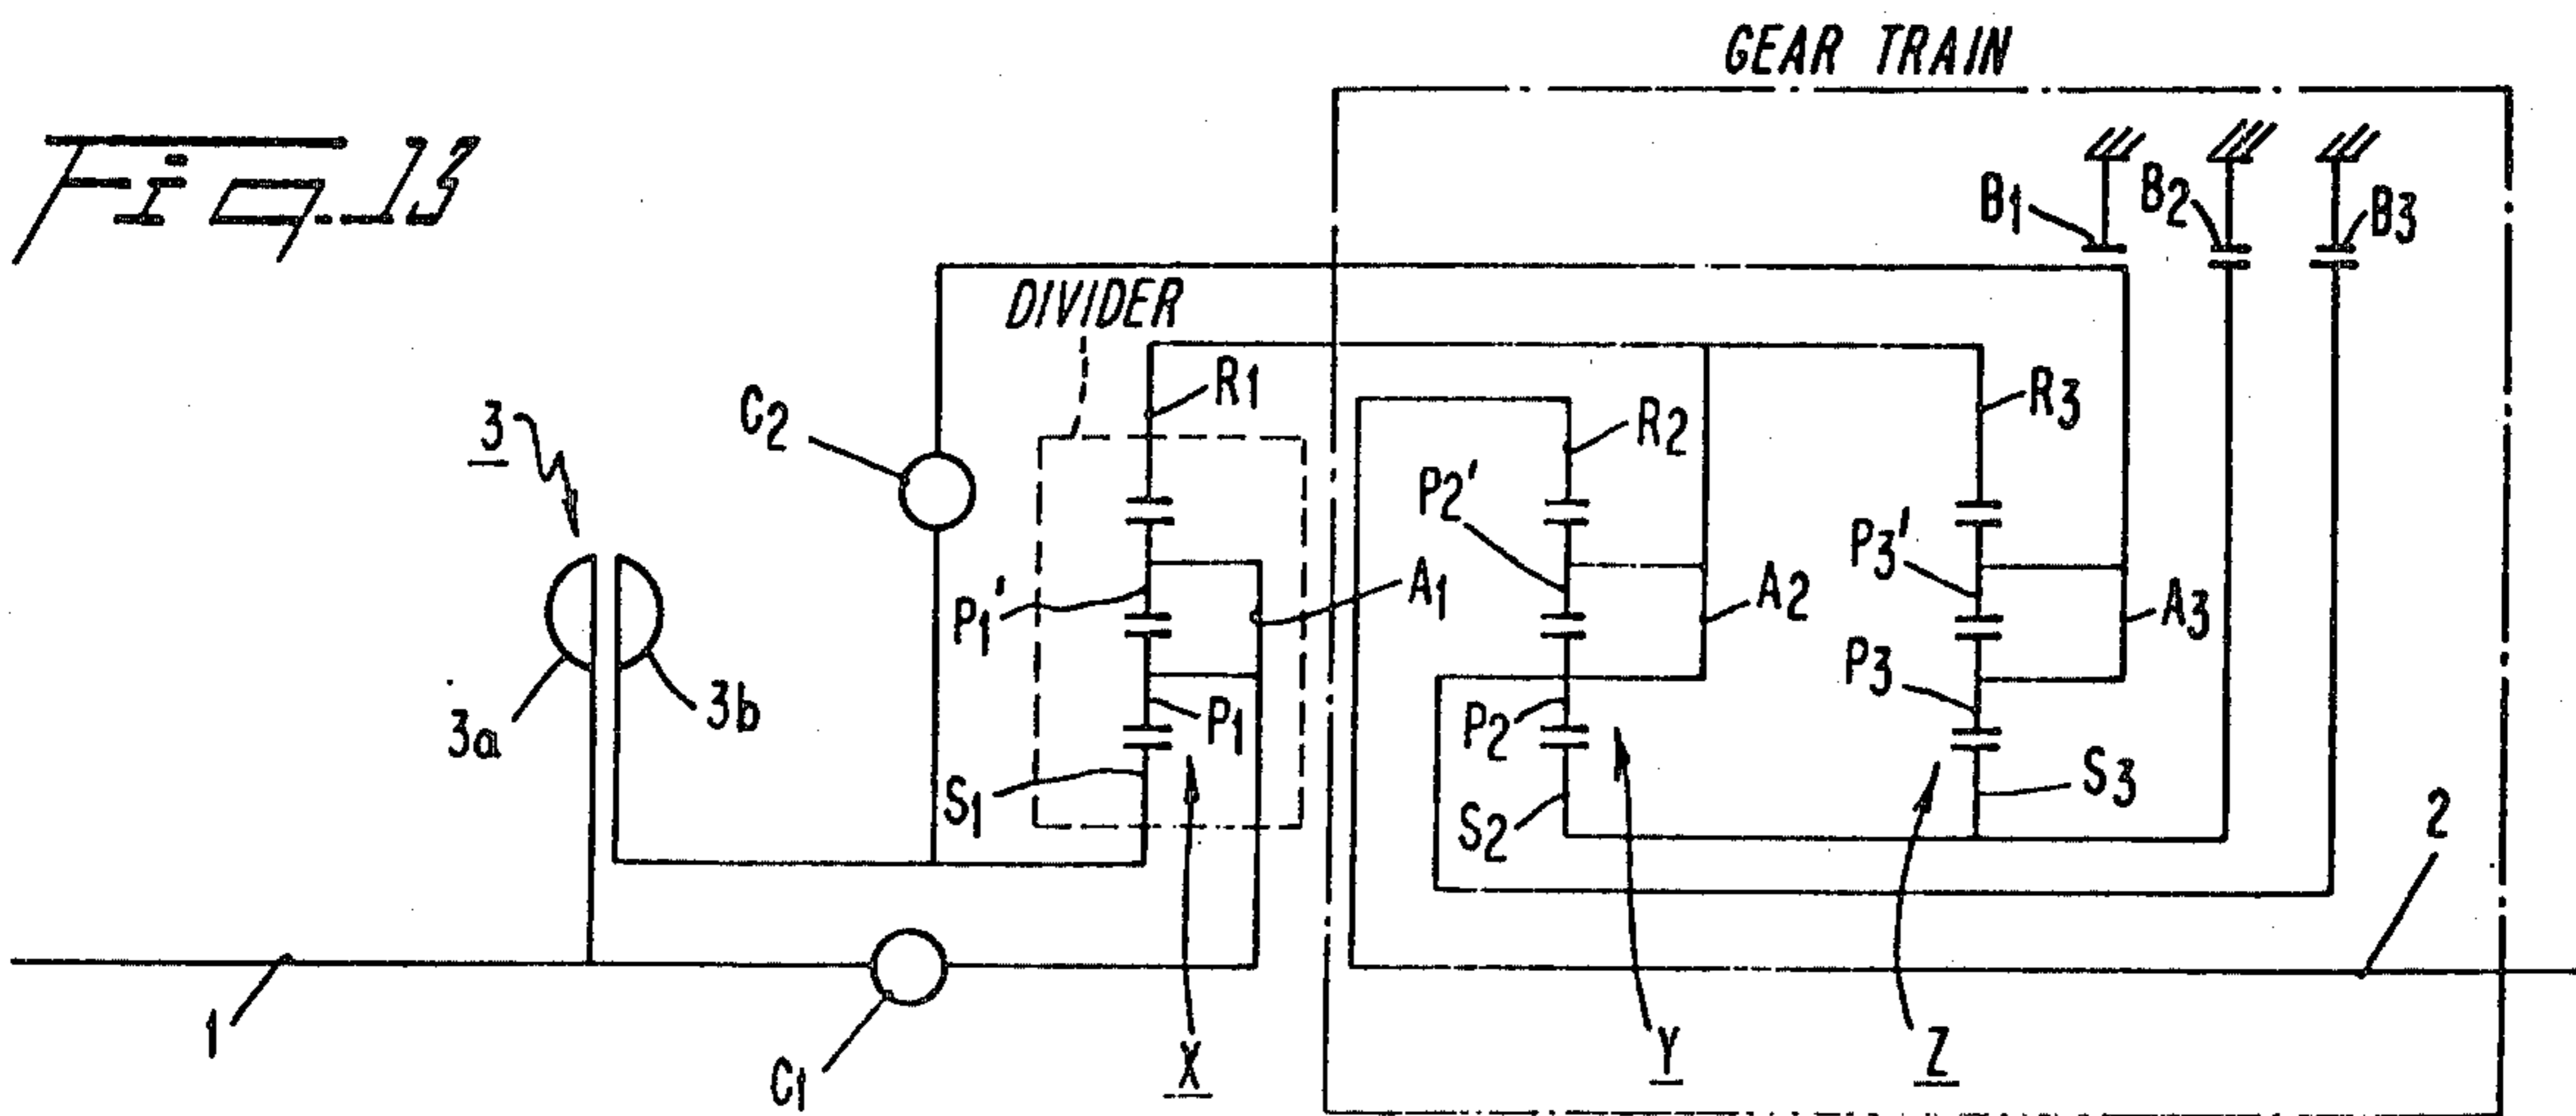 GEAR TRAIN
Fig. 13
B1
B2
B3
DIVIDER
R1
C2
3
R2
R3
P2'
P3'
P1'
A1
A2
A3
P3
3a
3b
P1
P2
S1
S2
S3
2
1
C1
X
Y
Z